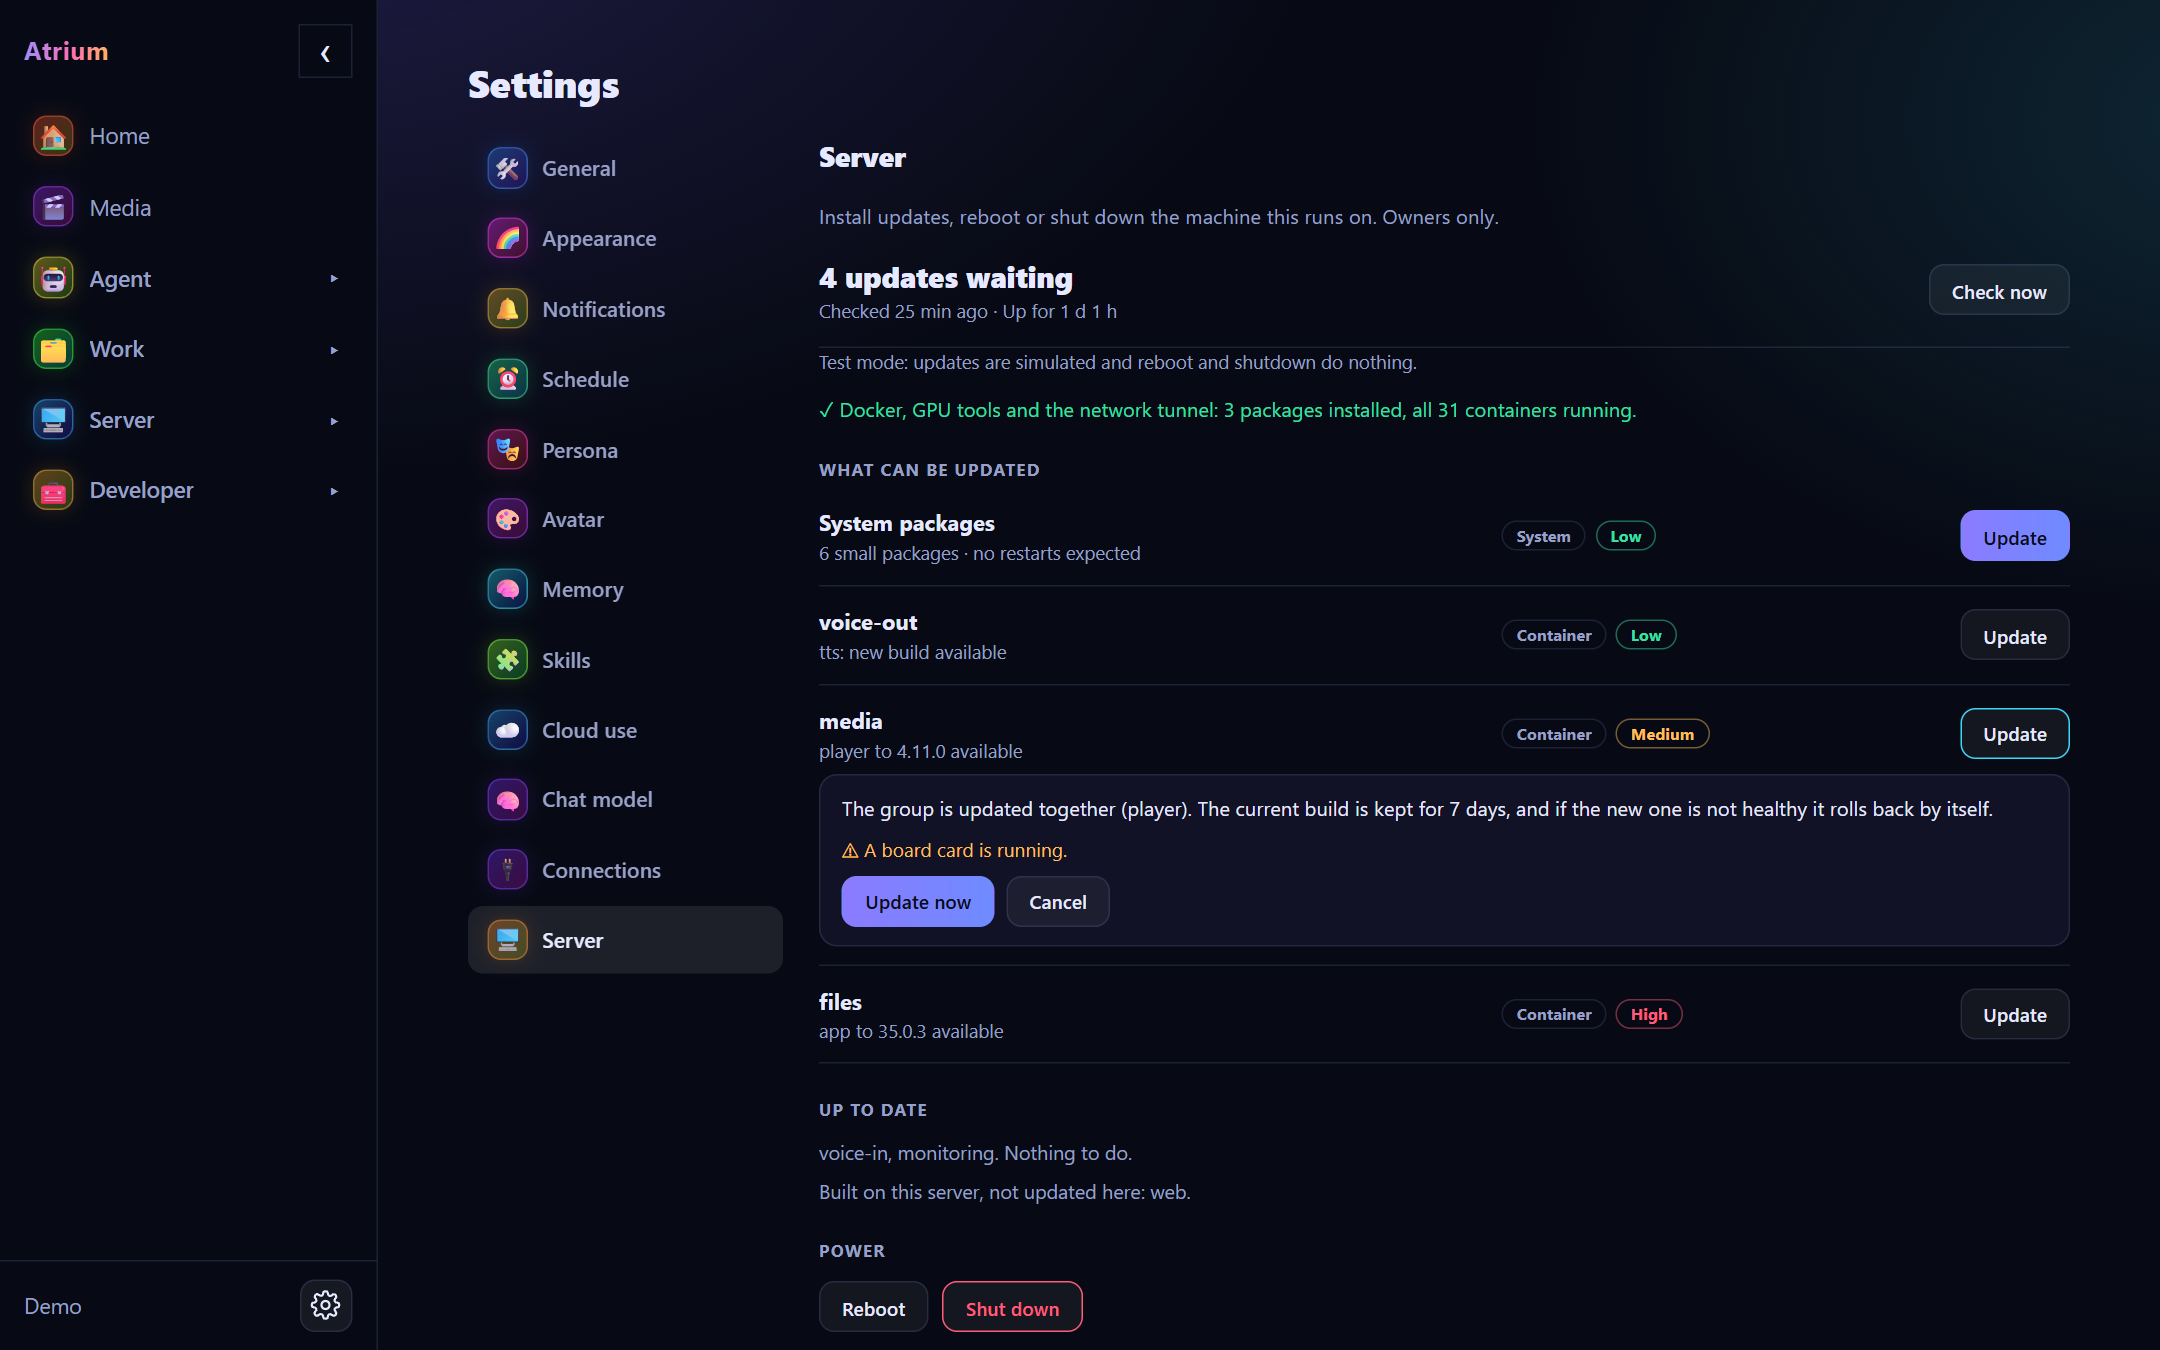 Atrium
Home
Media
Agent
Work
Server
Developer
Demo
Settings
General
Appearance
Notifications
Schedule
Persona
Avatar
Memory
Skills
Cloud use
Chat model
Connections
Server
Server
Install updates, reboot or shut down the machine this runs on. Owners only.
4 updates waiting
Checked 25 min ago · Up for 1 d 1 h
Check now
Test mode: updates are simulated and reboot and shutdown do nothing.
✓ Docker, GPU tools and the network tunnel: 3 packages installed, all 31 containers running.
WHAT CAN BE UPDATED
System packages
6 small packages · no restarts expected
System Low
Update
voice-out
tts: new build available
Container Low
Update
media
player to 4.11.0 available
Container Medium
Update
The group is updated together (player). The current build is kept for 7 days, and if the new one is not healthy it rolls back by itself.
⚠ A board card is running.
Update now Cancel
files
app to 35.0.3 available
Container High
Update
UP TO DATE
voice-in, monitoring. Nothing to do.
Built on this server, not updated here: web.
POWER
Reboot Shut down